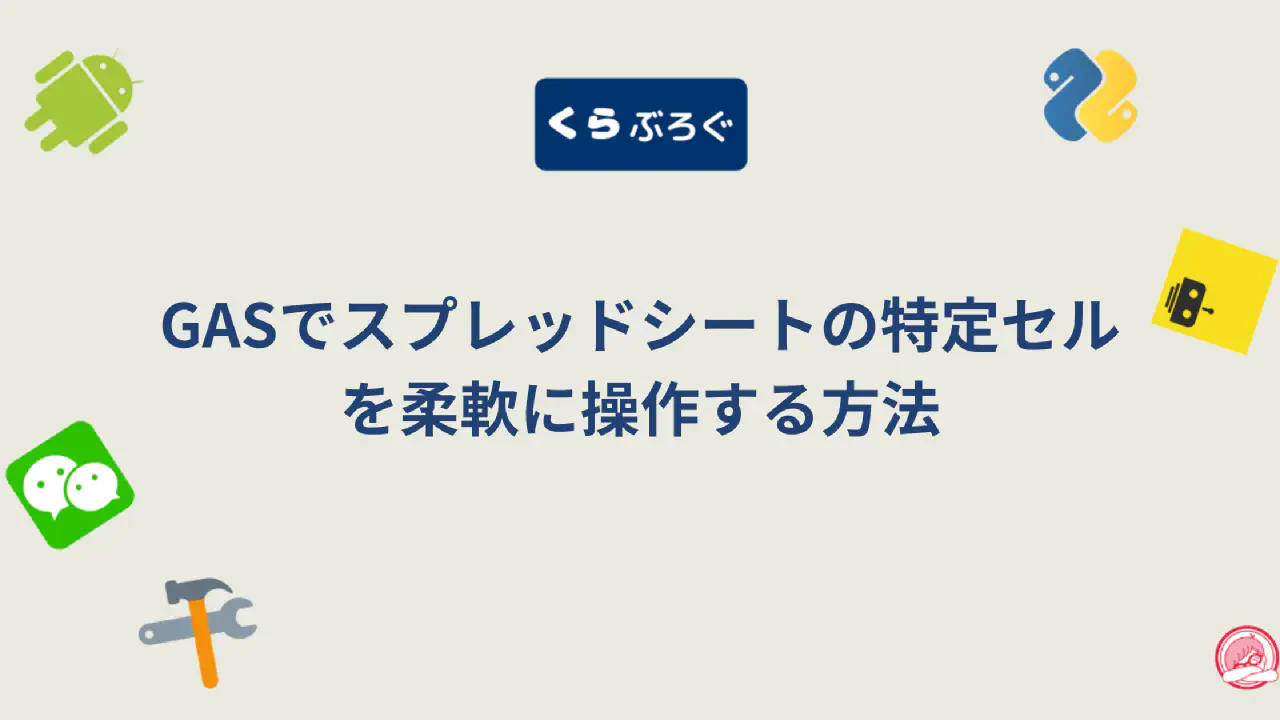 くらぶろぐ
GASでスプレッドシートの特定セル
を柔軟に操作する方法